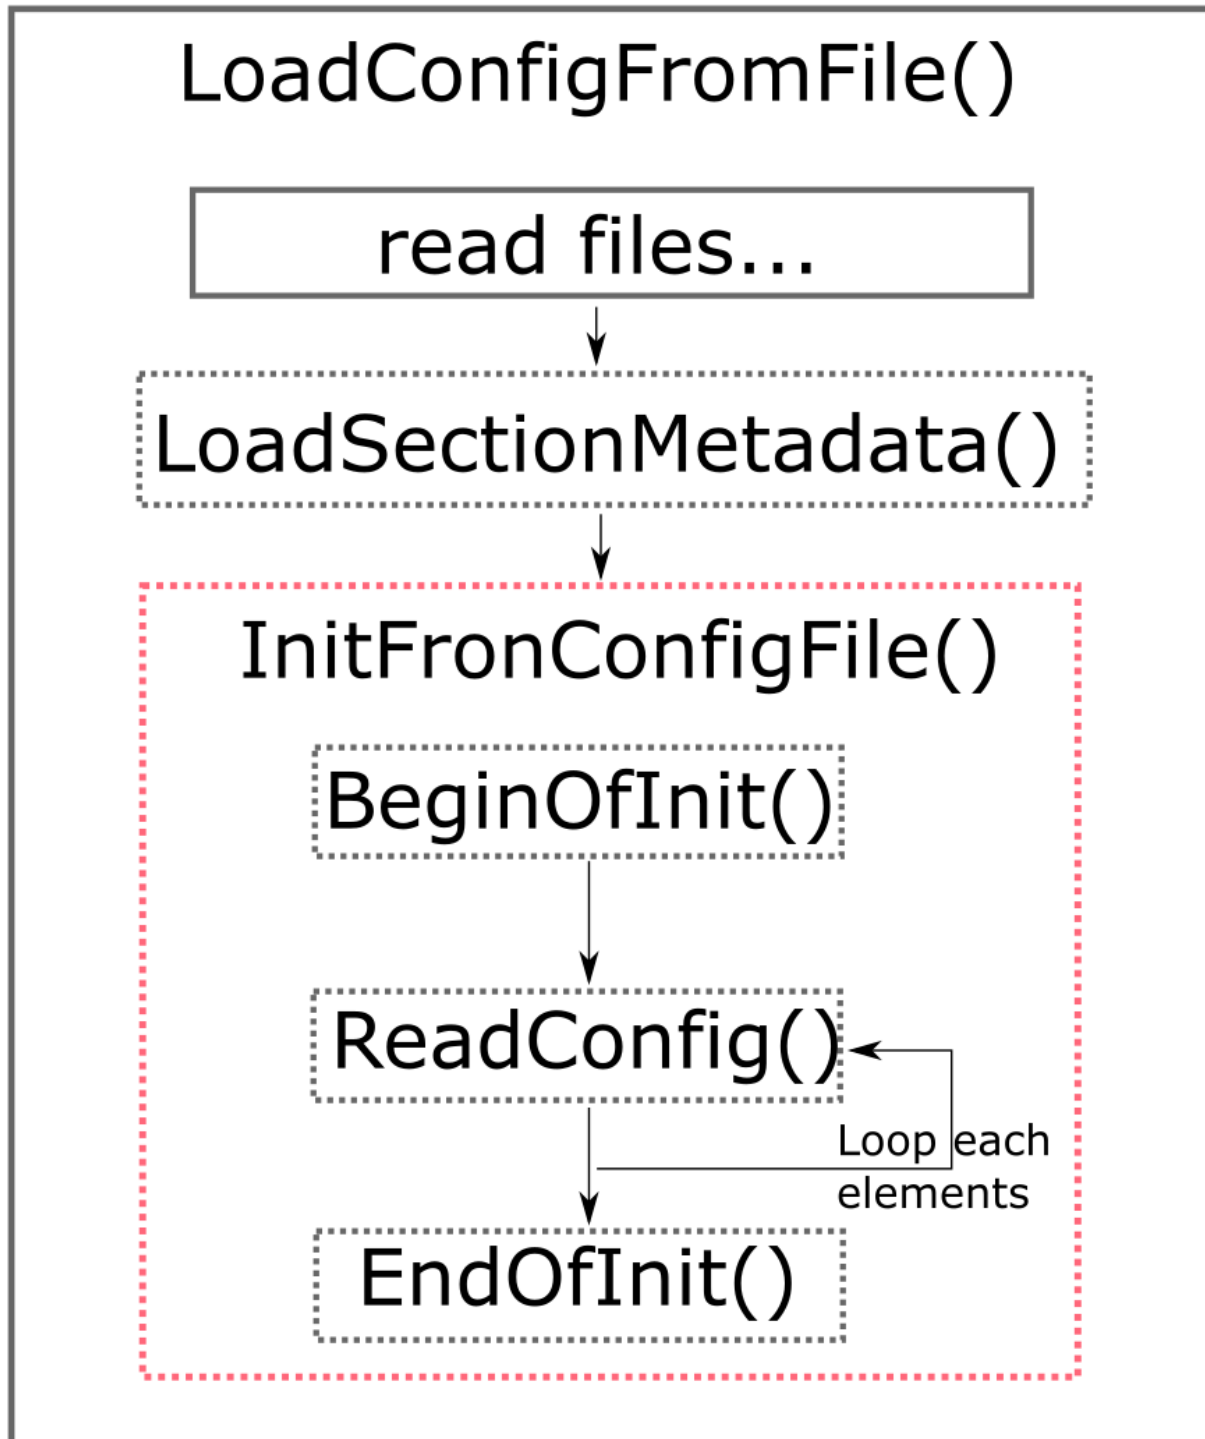 LoadConfigFromFile()
read files...
LoadSectionMetadata()
InitFronConfigFile()
BeginOfInit()
ReadConfig()
Loop each
elements
EndOfInit()